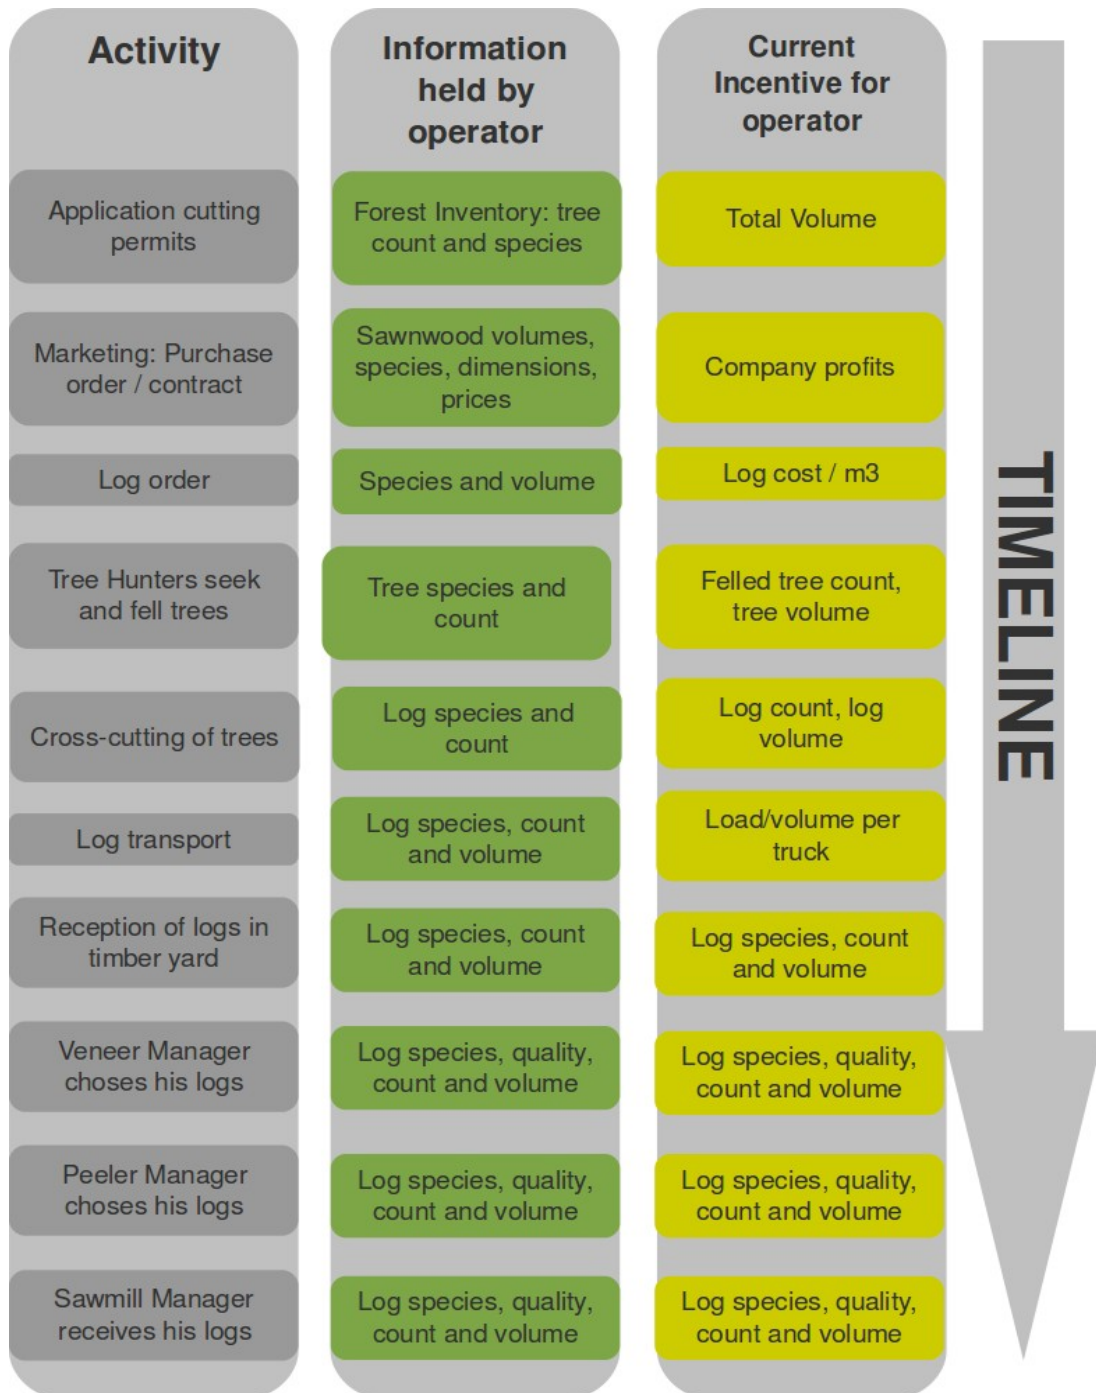 Activity
Information
held by
operator
Current
Incentive for
operator
Application cutting
permits
Forest Inventory: tree
count and species
Total Volume
Marketing: Purchase
order / contract
Sawnwood volumes,
species, dimensions,
prices
Company profits
Log order
Species and volume
Log cost / m3
Tree Hunters seek
and fell trees
Tree species and
count
Felled tree count,
tree volume
Cross-cutting of trees
Log species and
count
Log count, log
volume
Log transport
Log species, count
and volume
Load/volume per
truck
Reception of logs in
timber yard
Log species, count
and volume
Log species, count
and volume
Veneer Manager
choses his logs
Log species, quality,
count and volume
Log species, quality,
count and volume
Peeler Manager
choses his logs
Log species, quality,
count and volume
Log species, quality,
count and volume
Sawmill Manager
receives his logs
Log species, quality,
count and volume
Log species, quality,
count and volume
TIMELINE